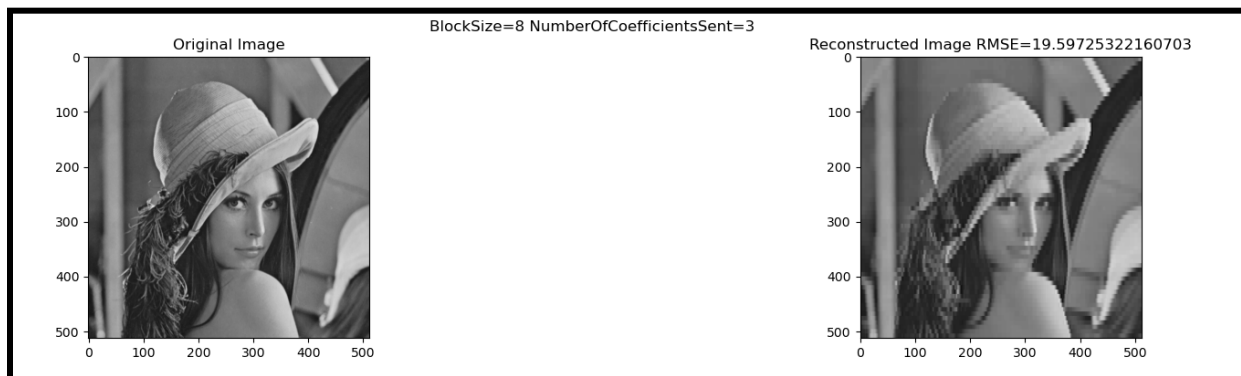 BlockSize=8 NumberOfCoefficientsSent=3
Original Image
Reconstructed Image RMSE=19.59725322160703
0
100
200
300
400
500
0 100 200 300 400 500
0
100
200
300
400
500
0 100 200 300 400 500